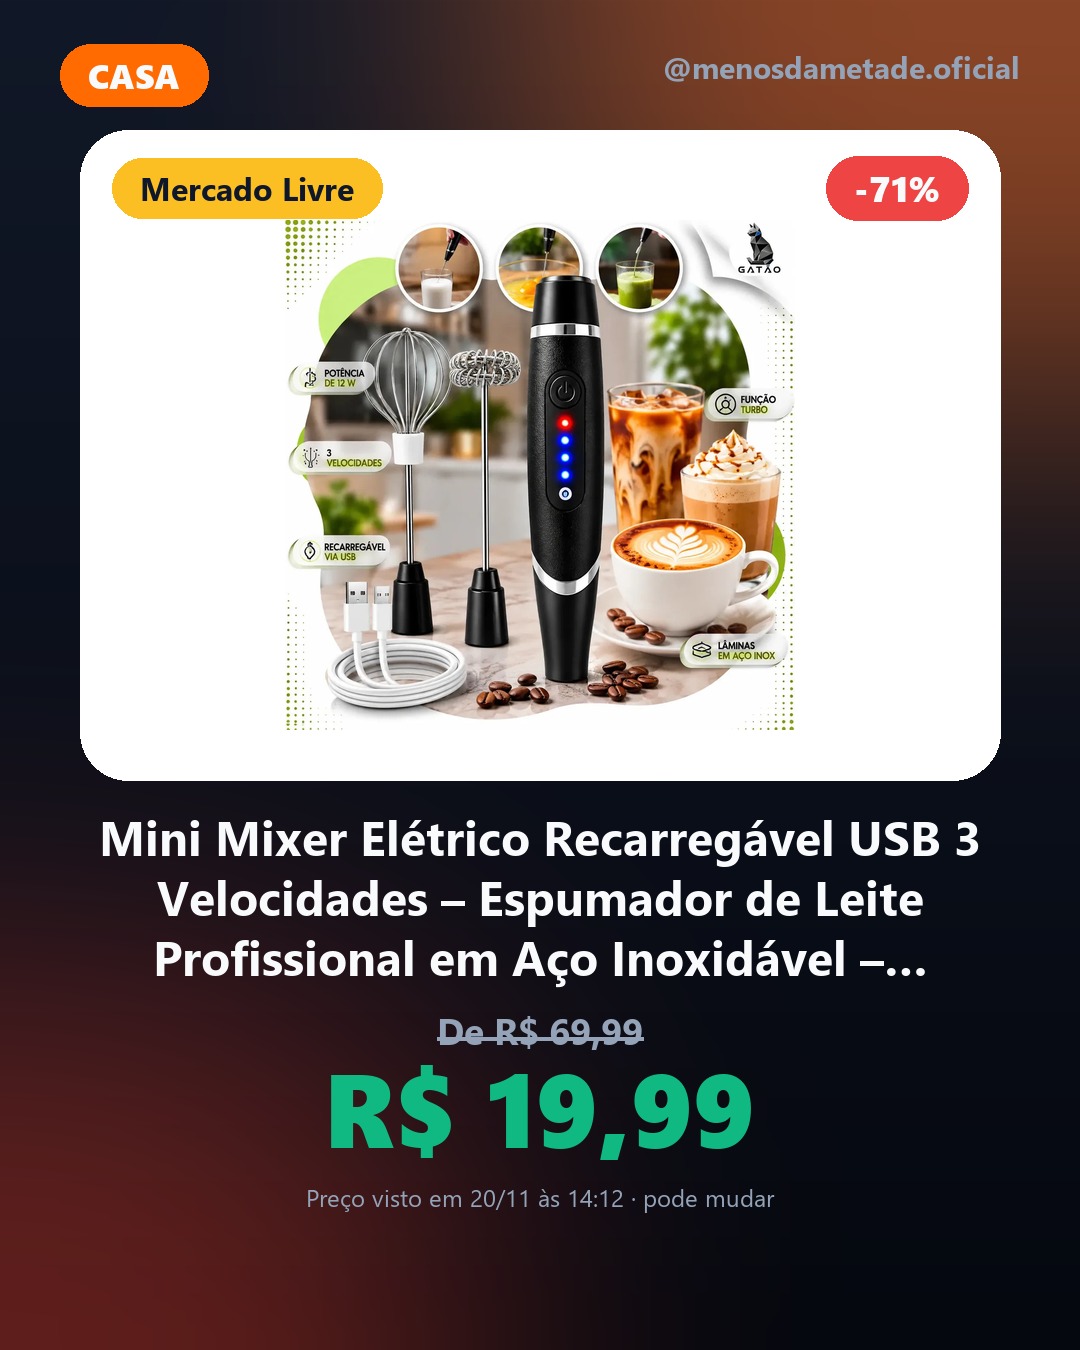 CASA
@menosdametade.oficial
Mercado Livre
-71%
GATÃO
POTÊNCIA
DE 12 W
FUNÇÃO
TURBO
3
VELOCIDADES
RECARREGÁVEL
VIA USB
LÂMINAS
EM AÇO INOX
Mini Mixer Elétrico Recarregável USB 3
Velocidades – Espumador de Leite
Profissional em Aço Inoxidável –...
De R$ 69,99
R$ 19,99
Preço visto em 20/11 às 14:12 · pode mudar